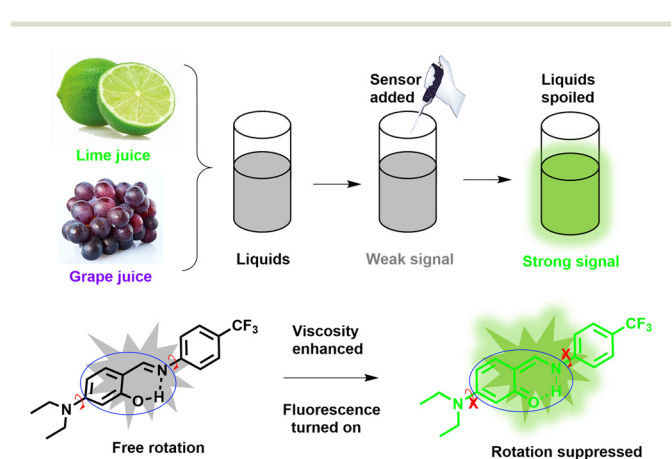 Lime juice
Grape juice
Liquids
Sensor
added
Weak signal
Liquids
spoiled
Strong signal
N
O
H
N
CF3
Free rotation
Viscosity
enhanced
Fluorescence
turned on
X
N
X
O
H
N
CF3
Rotation suppressed